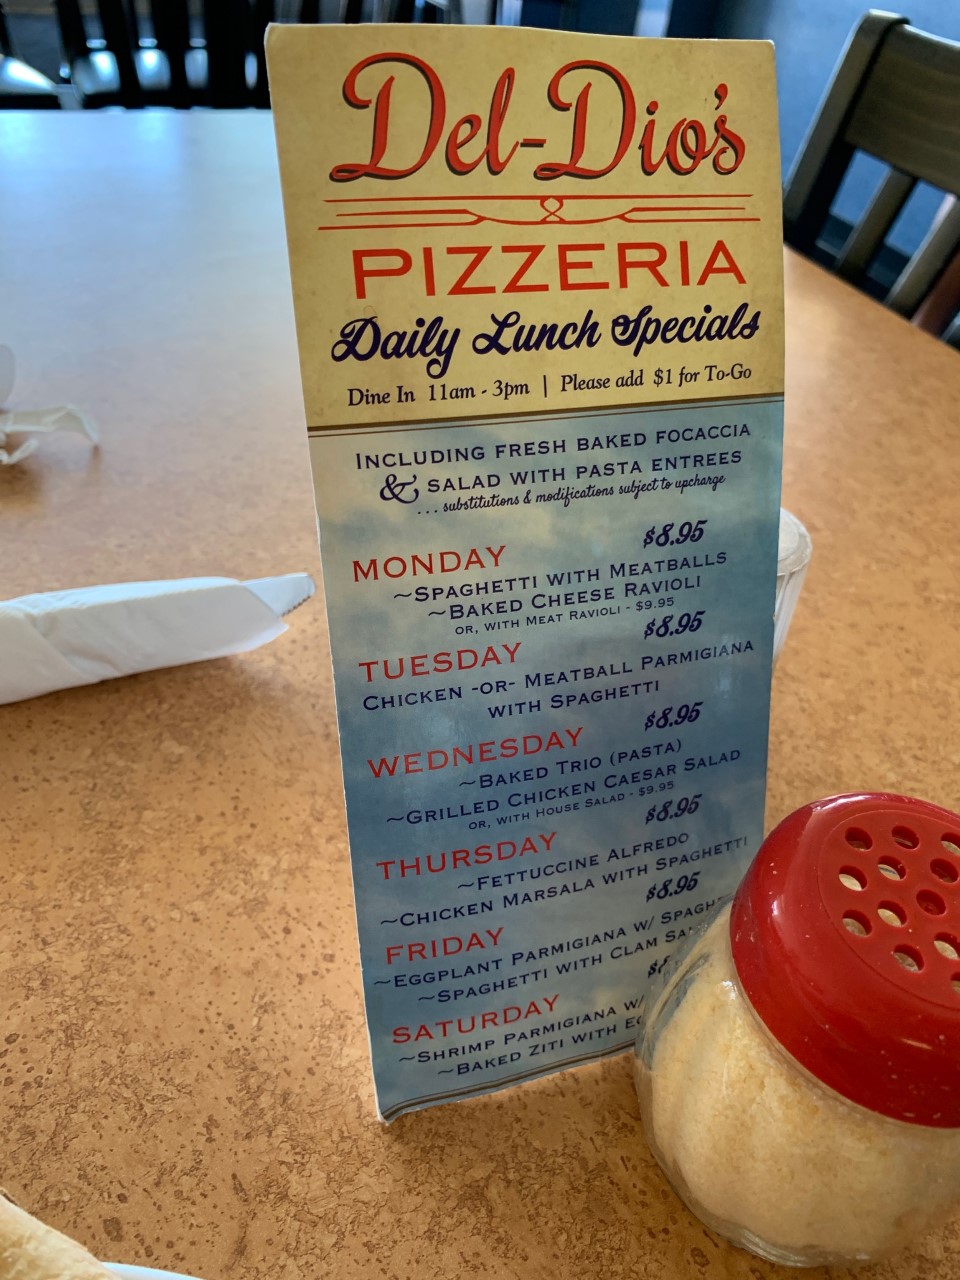 Del-Dio's
PIZZERIA
Daily Lunch Specials
Dine In 11am - 3pm | Please add $1 for To-Go
INCLUDING FRESH BAKED FOCACCIA
& SALAD WITH PASTA ENTREES
... substitutions & modifications subject to upcharge
MONDAY $8.95
~SPAGHETTI WITH MEATBALLS
~BAKED CHEESE RAVIOLI
OR, WITH MEAT RAVIOLI - $9.95
TUESDAY $8.95
CHICKEN -OR- MEATBALL PARMIGIANA
WITH SPAGHETTI
WEDNESDAY $8.95
~BAKED TRIO (PASTA)
~GRILLED CHICKEN CAESAR SALAD
OR, WITH HOUSE SALAD - $9.95
THURSDAY $8.95
~FETTUCCINE ALFREDO
~CHICKEN MARSALA WITH SPAGHETTI
FRIDAY $8.95
~EGGPLANT PARMIGIANA W/
~SPAGHETTI WITH CLAM
SATURDAY
~SHRIMP PARMIGIANA W/
~BAKED ZITI WITH